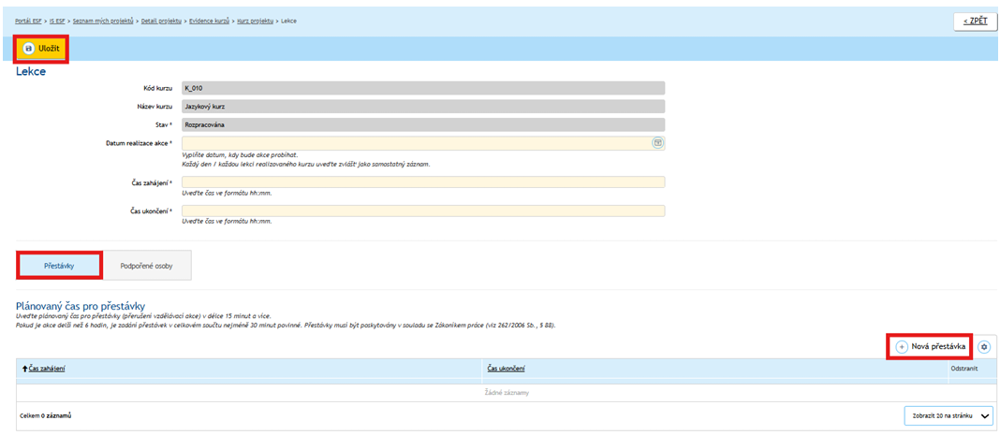 Portál ESF > IS ESF > Seznam mých projektů > Detail projektu > Evidence kurzů > Kurz projektu > Lekce
< ZPĚT
Uložit
Lekce
Kód kurzu K_010
Název kurzu Jazykový kurz
Stav * Rozpracována
Datum realizace akce *
Vyplňte datum, kdy bude akce probíhat.
Každý den / každou lekci realizovaného kurzu uveďte zvlášť jako samostatný záznam.
Čas zahájení *
Uveďte čas ve formátu hh:mm.
Čas ukončení *
Uveďte čas ve formátu hh:mm.
Přestávky Podpořené osoby
Plánovaný čas pro přestávky
Uveďte plánovaný čas pro přestávky (přerušení vzdělávací akce) v délce 15 minut a více.
Pokud je akce delší než 6 hodin, je zadání přestávek v celkovém součtu nejméně 30 minut povinné. Přestávky musí být poskytovány v souladu se Zákoníkem práce (viz 262/2006 Sb., § 88).
Nová přestávka
Čas zahájení Čas ukončení Odstranit
Žádné záznamy
Celkem 0 záznamů Zobrazit 20 na stránku